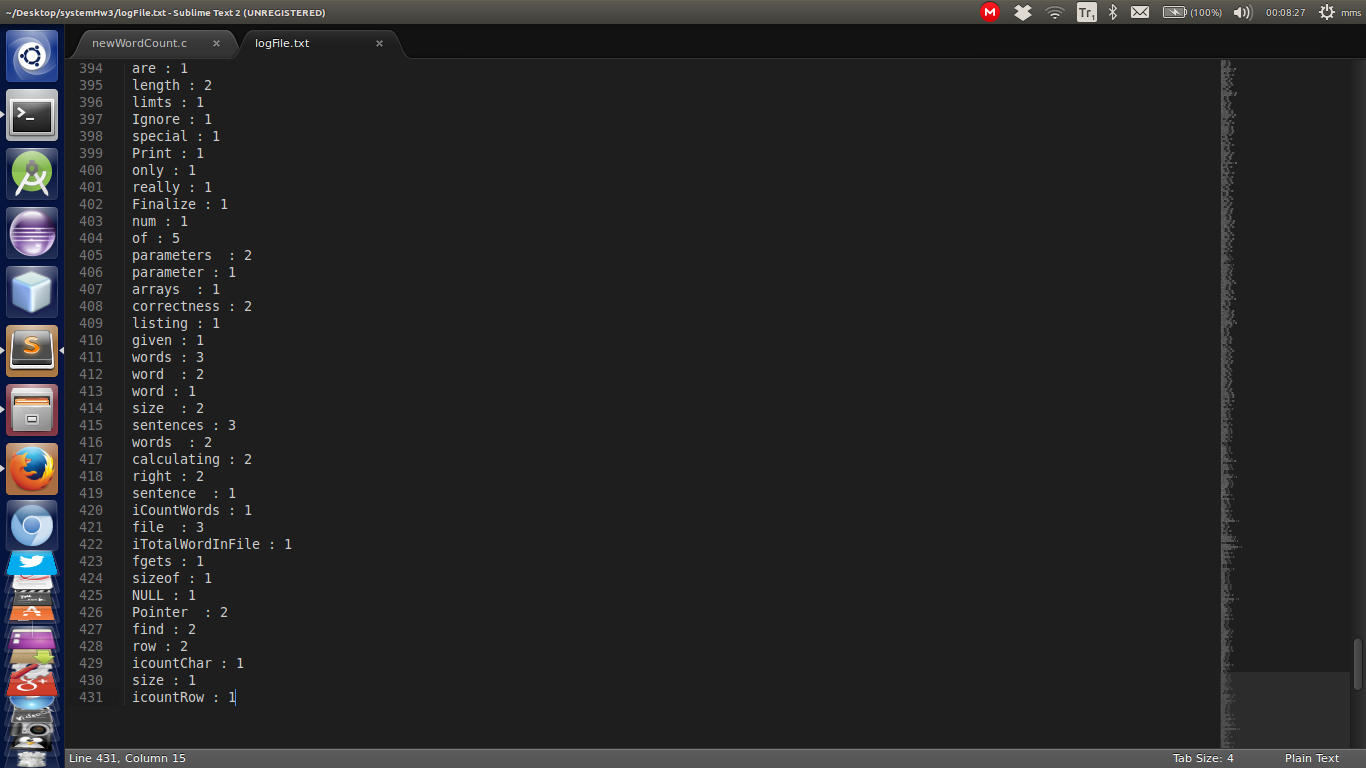 ~/Desktop/systemHw3/logFile.txt - Sublime Text 2 (UNREGISTERED)
M
Tr1
(100%)
00:08:27
mms
newWordCount.c ×
logFile.txt ×
394 are : 1
395 length : 2
396 limts : 1
397 Ignore : 1
398 special : 1
399 Print : 1
400 only : 1
401 really : 1
402 Finalize : 1
403 num : 1
404 of : 5
405 parameters  : 2
406 parameter : 1
407 arrays  : 1
408 correctness : 2
409 listing : 1
410 given : 1
411 words : 3
412 word  : 2
413 word : 1
414 size  : 2
415 sentences : 3
416 words  : 2
417 calculating : 2
418 right : 2
419 sentence  : 1
420 iCountWords : 1
421 file  : 3
422 iTotalWordInFile : 1
423 fgets : 1
424 sizeof : 1
425 NULL : 1
426 Pointer  : 2
427 find : 2
428 row : 2
429 icountChar : 1
430 size : 1
431 icountRow : 1
Line 431, Column 15
Tab Size: 4
Plain Text